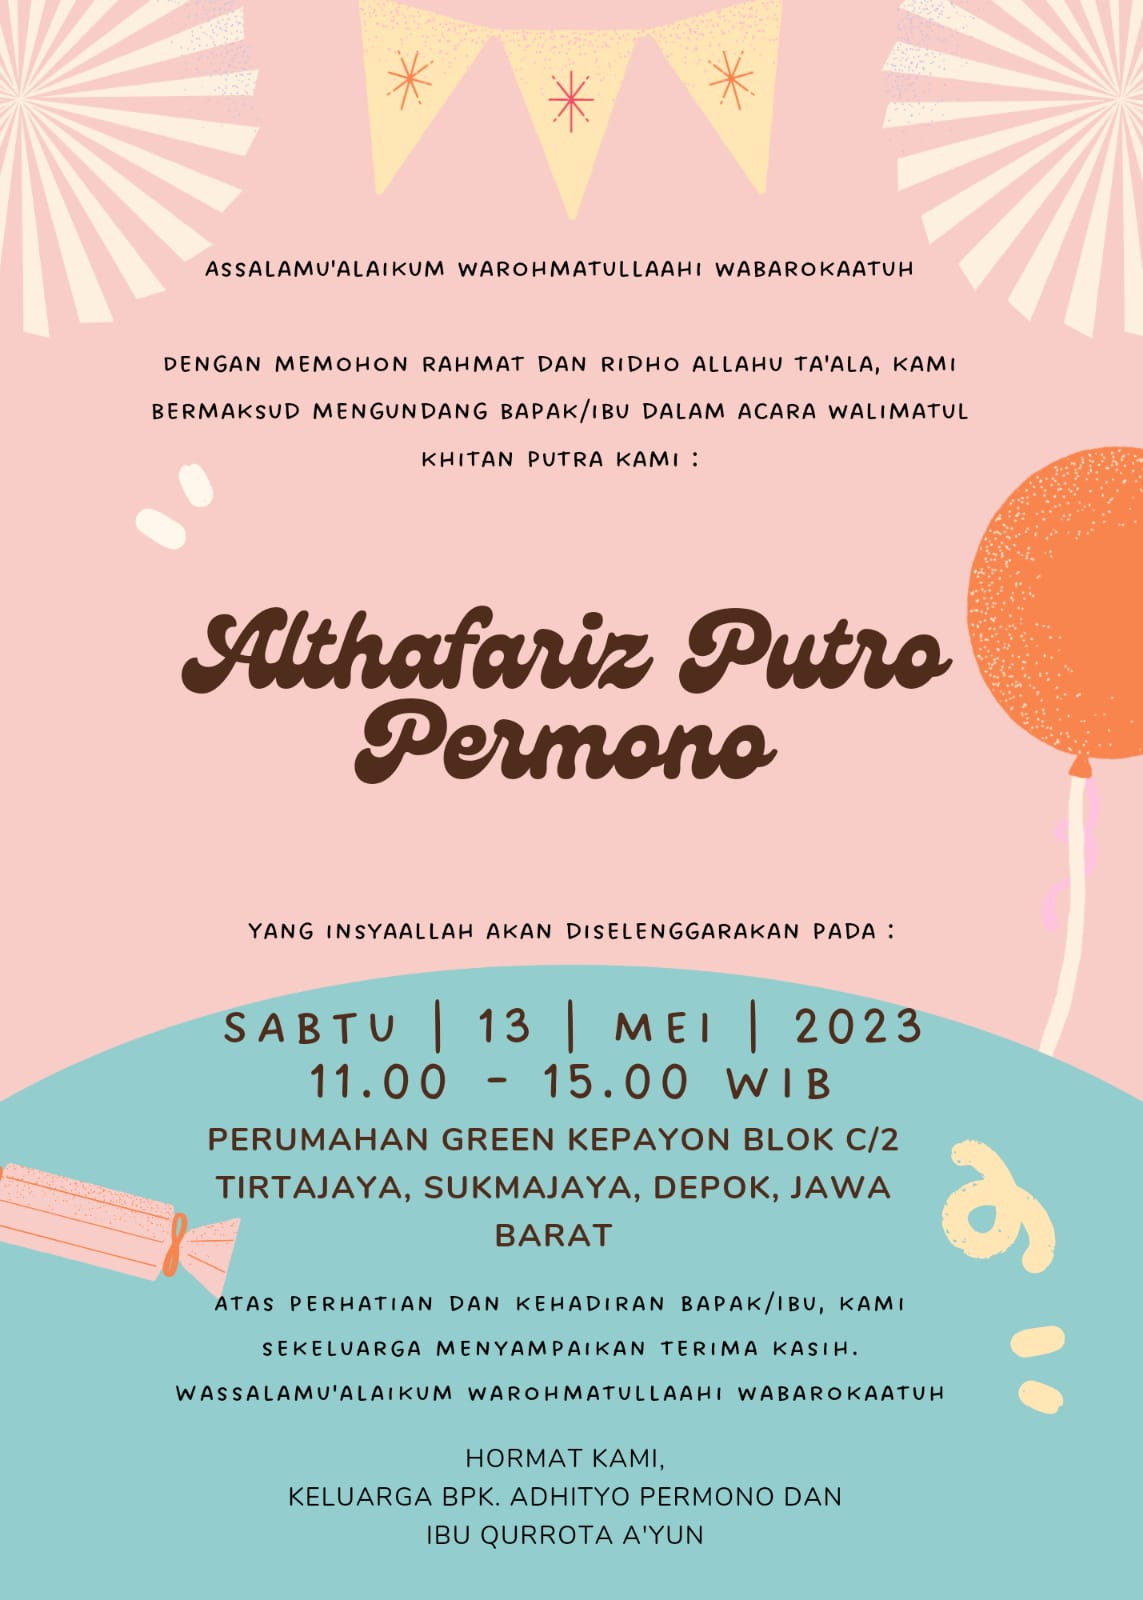 ASSALAMU'ALAIKUM WAROHMATULLAAHI WABAROKAATUH
DENGAN MEMOHON RAHMAT DAN RIDHO ALLAHU TA'ALA, KAMI
BERMAKSUD MENGUNDANG BAPAK/IBU DALAM ACARA WALIMATUL
KHITAN PUTRA KAMI :
Althafariz Putro
Permono
YANG INSYAALLAH AKAN DISELENGGARAKAN PADA :
SABTU | 13 | MEI | 2023
11.00 - 15.00 WIB
PERUMAHAN GREEN KEPAYON BLOK C/2
TIRTAJAYA, SUKMAJAYA, DEPOK, JAWA
BARAT
ATAS PERHATIAN DAN KEHADIRAN BAPAK/IBU, KAMI
SEKELUARGA MENYAMPAIKAN TERIMA KASIH.
WASSALAMU'ALAIKUM WAROHMATULLAAHI WABAROKAATUH
HORMAT KAMI,
KELUARGA BPK. ADHITYO PERMONO DAN
IBU QURROTA A'YUN